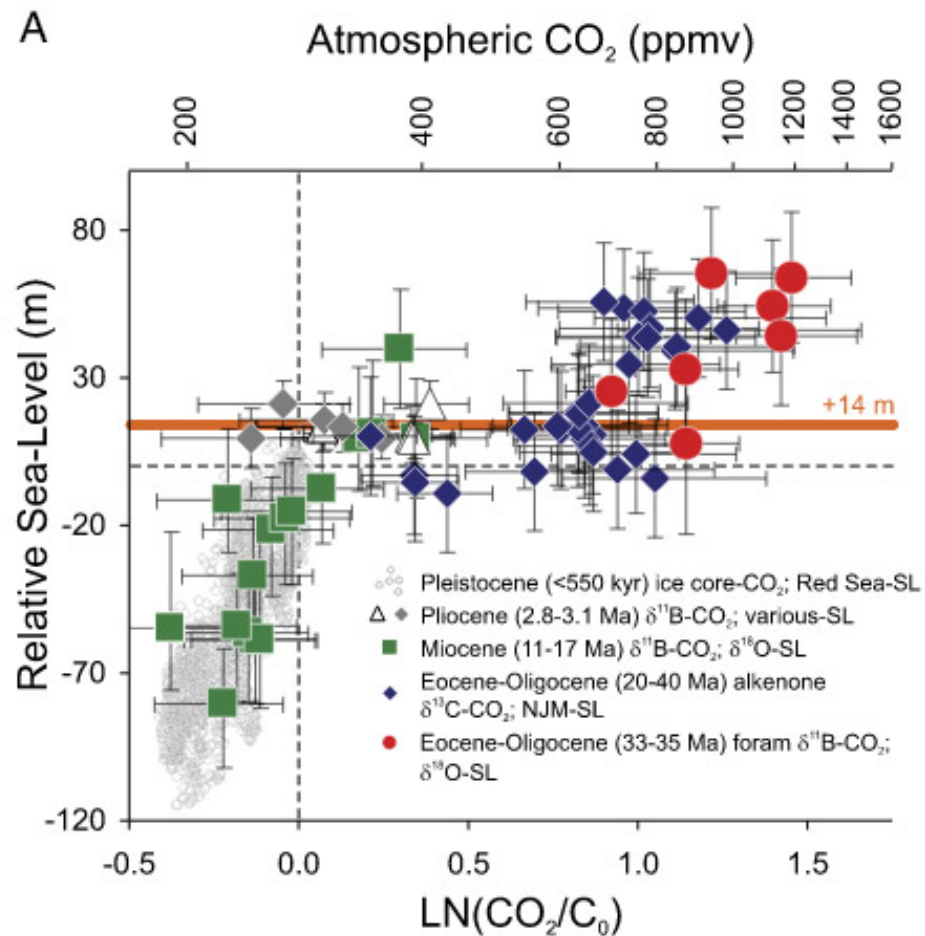 A
Atmospheric CO₂ (ppmv)
200 400 600 800 1000 1200 1400 1600
Relative Sea-Level (m)
80
30
+14 m
-20
Pleistocene (<550 kyr) ice core-CO₂; Red Sea-SL
Pliocene (2.8-3.1 Ma) δ¹¹B-CO₂; various-SL
Miocene (11-17 Ma) δ¹¹B-CO₂; δ¹⁸O-SL
-70
Eocene-Oligocene (20-40 Ma) alkenone
δ¹³C-CO₂; NJM-SL
Eocene-Oligocene (33-35 Ma) foram δ¹¹B-CO₂;
δ¹⁸O-SL
-120
-0.5 0.0 0.5 1.0 1.5
LN(CO₂/C₀)